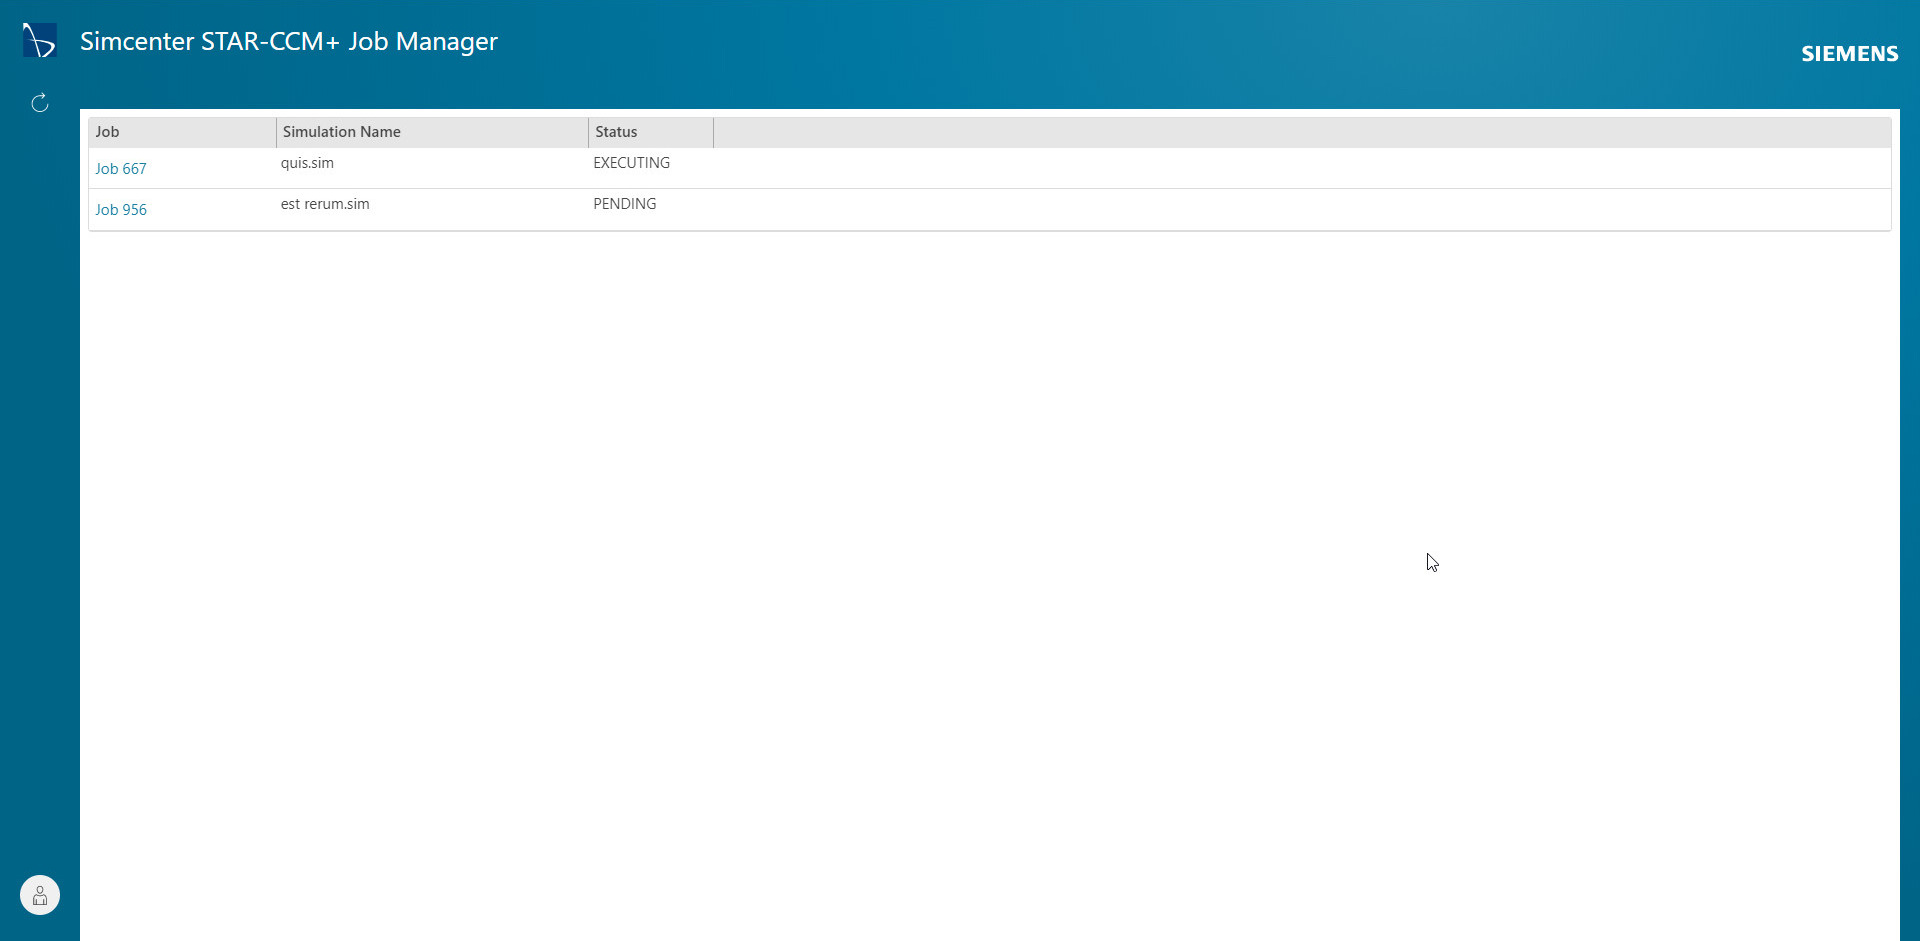 Simcenter STAR-CCM+ Job Manager
SIEMENS
Job Simulation Name Status
Job 667 quis.sim EXECUTING
Job 956 est rerum.sim PENDING